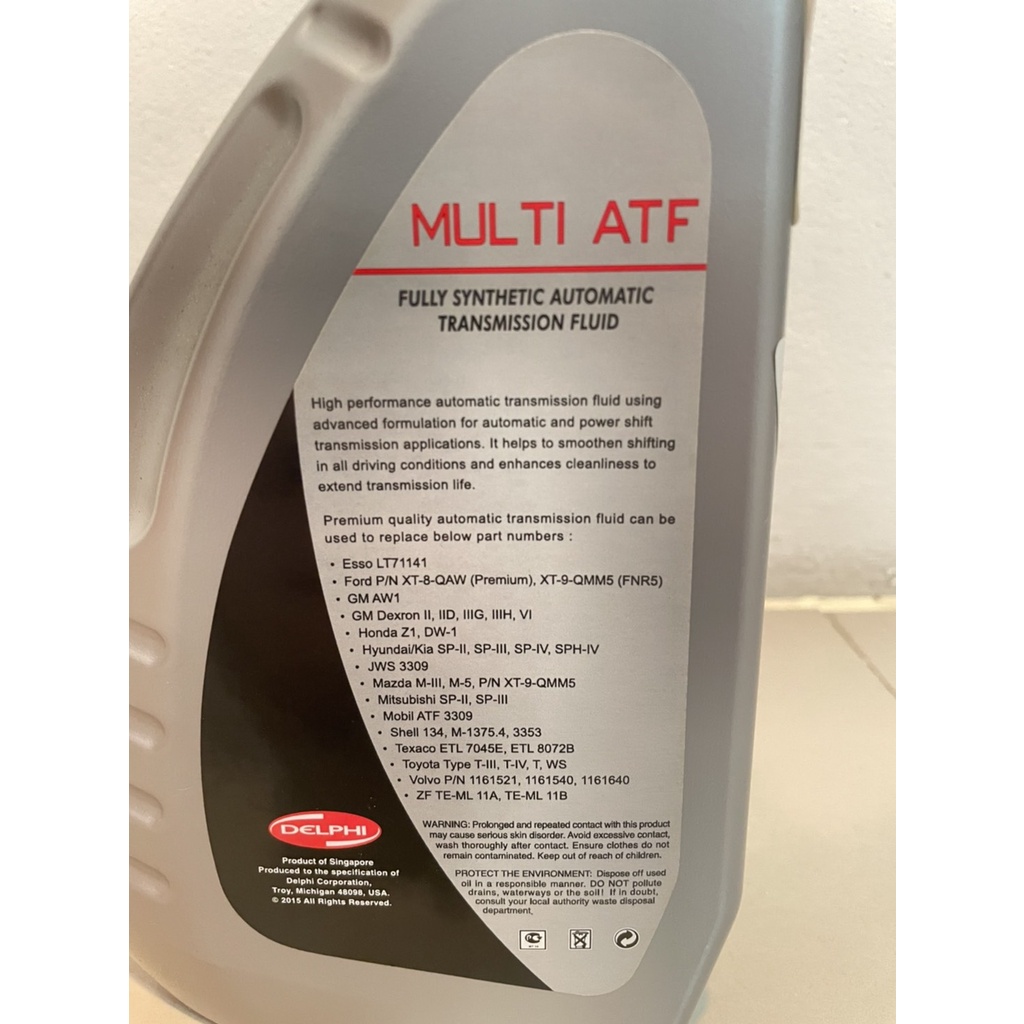 MULTI ATF
FULLY SYNTHETIC AUTOMATIC
TRANSMISSION FLUID
High performance automatic transmission fluid using
advanced formulation for automatic and power shift
transmission applications. It helps to smoothen shifting
in all driving conditions and enhances cleanliness to
extend transmission life.
Premium quality automatic transmission fluid can be
used to replace below part numbers :
• Esso LT71141
• Ford P/N XT-8-QAW (Premium), XT-9-QMM5 (FNR5)
• GM AW1
• GM Dexron II, IID, IIIG, IIIH, VI
• Honda Z1, DW-1
• Hyundai/Kia SP-II, SP-III, SP-IV, SPH-IV
• JWS 3309
• Mazda M-III, M-5, P/N XT-9-QMM5
• Mitsubishi SP-II, SP-III
• Mobil ATF 3309
• Shell 134, M-1375.4, 3353
• Texaco ETL 7045E, ETL 8072B
• Toyota Type T-III, T-IV, T, WS
• Volvo P/N 1161521, 1161540, 1161640
• ZF TE-ML 11A, TE-ML 11B
WARNING: Prolonged and repeated contact with this product
may cause serious skin disorder. Avoid excessive contact,
wash thoroughly after contact. Ensure clothes do not
remain contaminated. Keep out of reach of children.
PROTECT THE ENVIRONMENT: Dispose off used
oil in a responsible manner. DO NOT pollute
drains, waterways or the soil! If in doubt,
consult your local authority waste disposal
department.
DELPHI
Product of Singapore
Produced to the specification of
Delphi Corporation,
Troy, Michigan 48098, USA.
© 2015 All Rights Reserved.